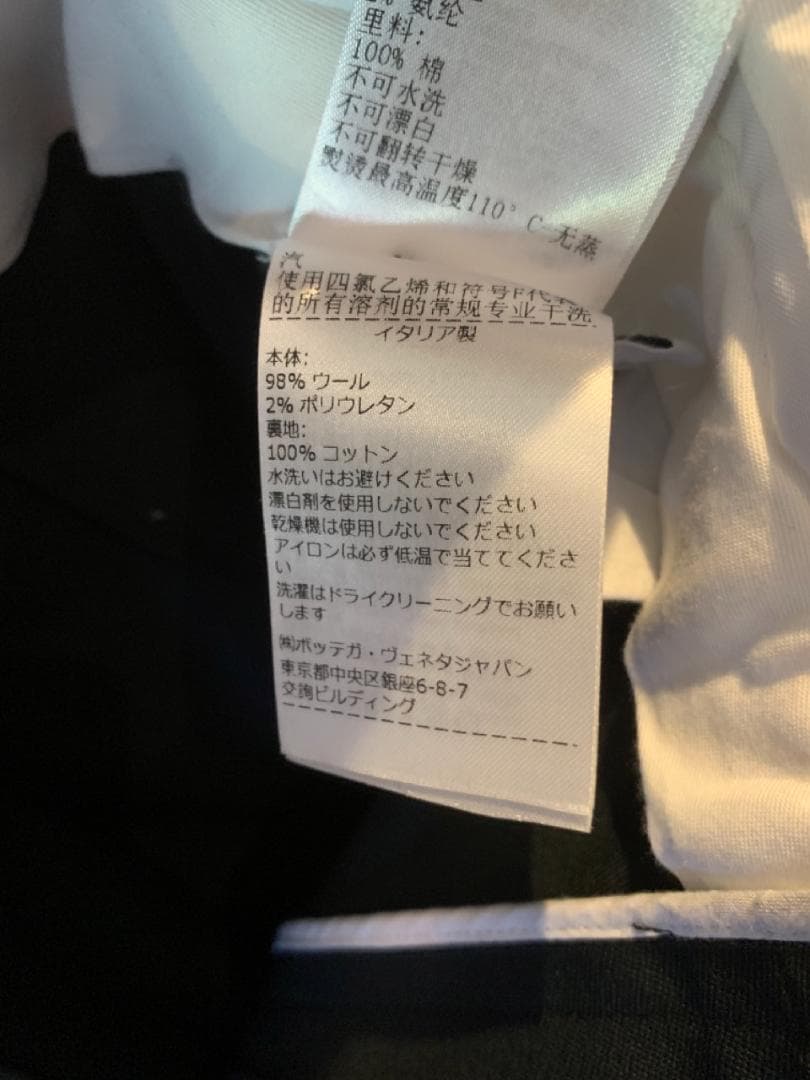 氨纶
里料:
100% 棉
不可水洗
不可漂白
不可翻转干燥
熨烫最高温度110°C-无蒸
汽
使用四氯乙烯和符号F代表
的所有溶剂的常规专业干洗
イタリア製
本体:
98% ウール
2% ポリウレタン
裏地:
100% コットン
水洗いはお避けください
漂白剤を使用しないでください
乾燥機は使用しないでください
アイロンは必ず低温で当ててくださ
い
洗濯はドライクリーニングでお願い
します
㈱ボッテガ・ヴェネタジャパン
東京都中央区銀座6-8-7
交詢ビルディング